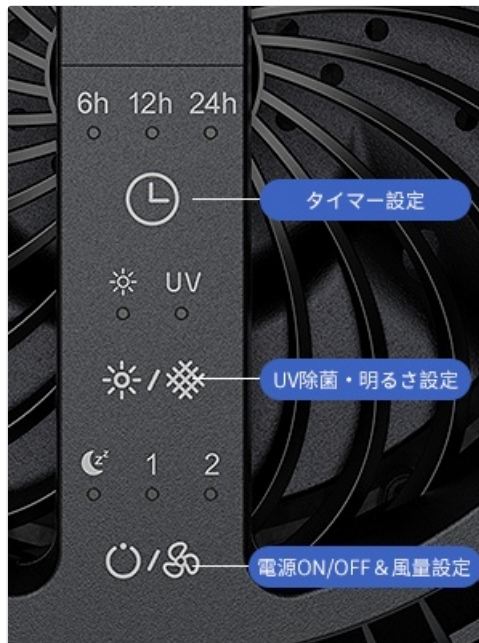 6h 12h 24h
タイマー設定
UV
UV除菌・明るさ設定
zz 1 2
電源ON/OFF & 風量設定